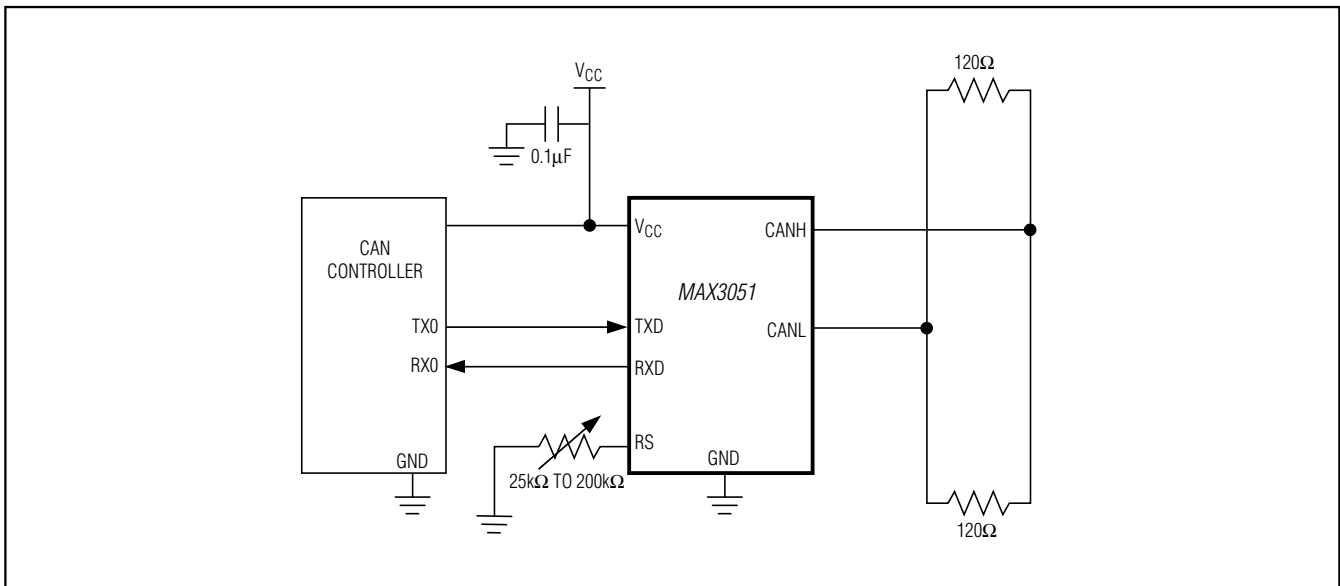 V_CC
0.1μF
120Ω
CAN
CONTROLLER
TX0
RX0
GND
V_CC
TXD
RXD
RS
MAX3051
CANH
CANL
GND
25kΩ TO 200kΩ
120Ω